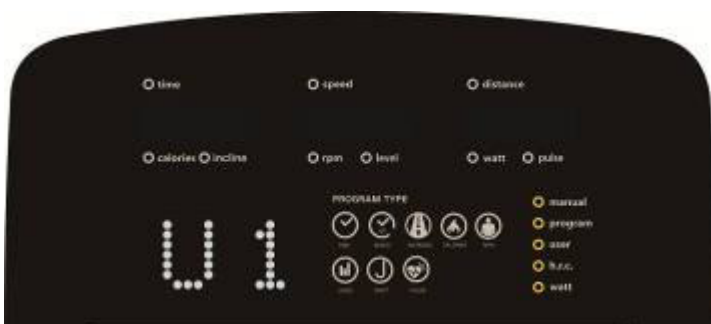 time speed distance
calories incline rpm level watt pulse
PROGRAM TYPE
manual
program
user
h.r.c.
watt
U1